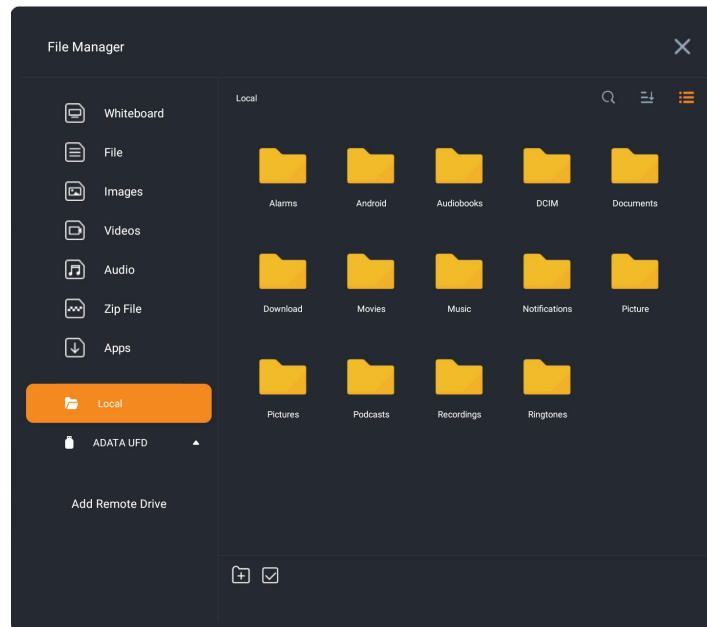 File Manager
Whiteboard
File
Images
Videos
Audio
Zip File
Apps
Local
ADATA UFD
Add Remote Drive
Local
Alarms
Android
Audiobooks
DCIM
Documents
Download
Movies
Music
Notifications
Picture
Pictures
Podcasts
Recordings
Ringtones